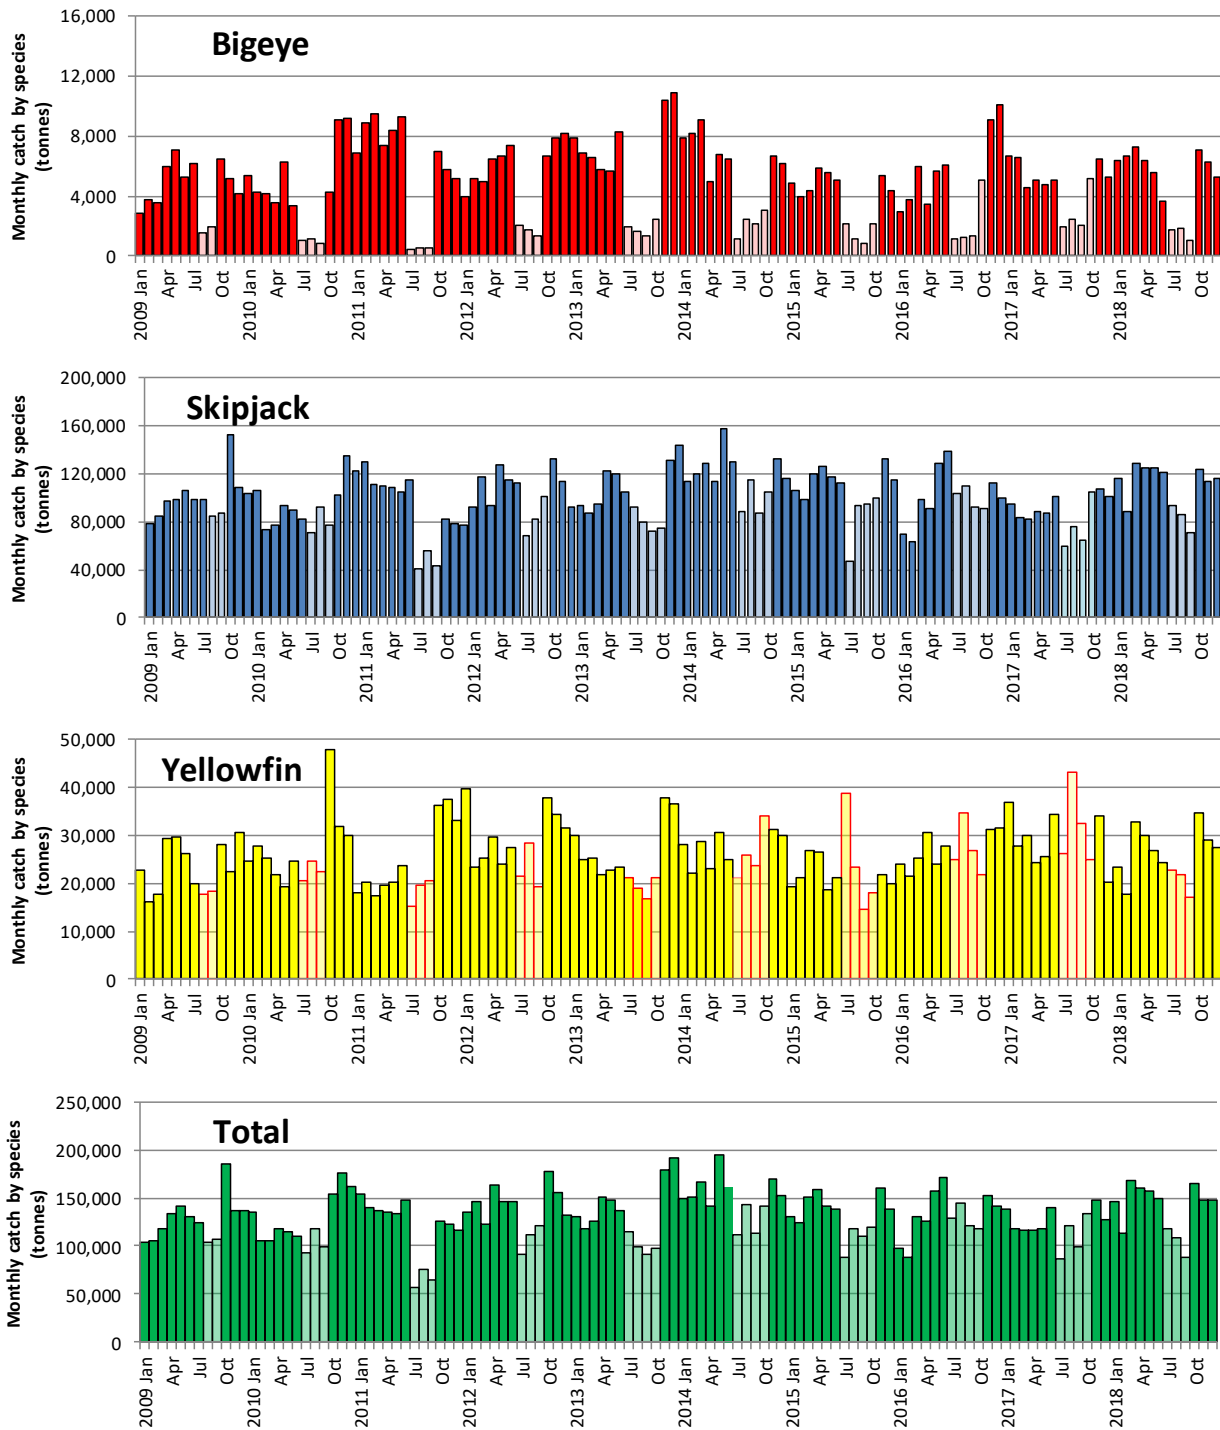 Bigeye
Monthly catch by species
(tonnes)
16,000
12,000
8,000
4,000
0
2009 Jan
Apr
Jul
Oct
2010 Jan
Apr
Jul
Oct
2011 Jan
Apr
Jul
Oct
2012 Jan
Apr
Jul
Oct
2013 Jan
Apr
Jul
Oct
2014 Jan
Apr
Jul
Oct
2015 Jan
Apr
Jul
Oct
2016 Jan
Apr
Jul
Oct
2017 Jan
Apr
Jul
Oct
2018 Jan
Apr
Jul
Oct
Skipjack
Monthly catch by species
(tonnes)
200,000
160,000
120,000
80,000
40,000
0
2009 Jan
Apr
Jul
Oct
2010 Jan
Apr
Jul
Oct
2011 Jan
Apr
Jul
Oct
2012 Jan
Apr
Jul
Oct
2013 Jan
Apr
Jul
Oct
2014 Jan
Apr
Jul
Oct
2015 Jan
Apr
Jul
Oct
2016 Jan
Apr
Jul
Oct
2017 Jan
Apr
Jul
Oct
2018 Jan
Apr
Jul
Oct
Yellowfin
Monthly catch by species
(tonnes)
50,000
40,000
30,000
20,000
10,000
0
2009 Jan
Apr
Jul
Oct
2010 Jan
Apr
Jul
Oct
2011 Jan
Apr
Jul
Oct
2012 Jan
Apr
Jul
Oct
2013 Jan
Apr
Jul
Oct
2014 Jan
Apr
Jul
Oct
2015 Jan
Apr
Jul
Oct
2016 Jan
Apr
Jul
Oct
2017 Jan
Apr
Jul
Oct
2018 Jan
Apr
Jul
Oct
Total
Monthly catch by species
(tonnes)
250,000
200,000
150,000
100,000
50,000
0
2009 Jan
Apr
Jul
Oct
2010 Jan
Apr
Jul
Oct
2011 Jan
Apr
Jul
Oct
2012 Jan
Apr
Jul
Oct
2013 Jan
Apr
Jul
Oct
2014 Jan
Apr
Jul
Oct
2015 Jan
Apr
Jul
Oct
2016 Jan
Apr
Jul
Oct
2017 Jan
Apr
Jul
Oct
2018 Jan
Apr
Jul
Oct